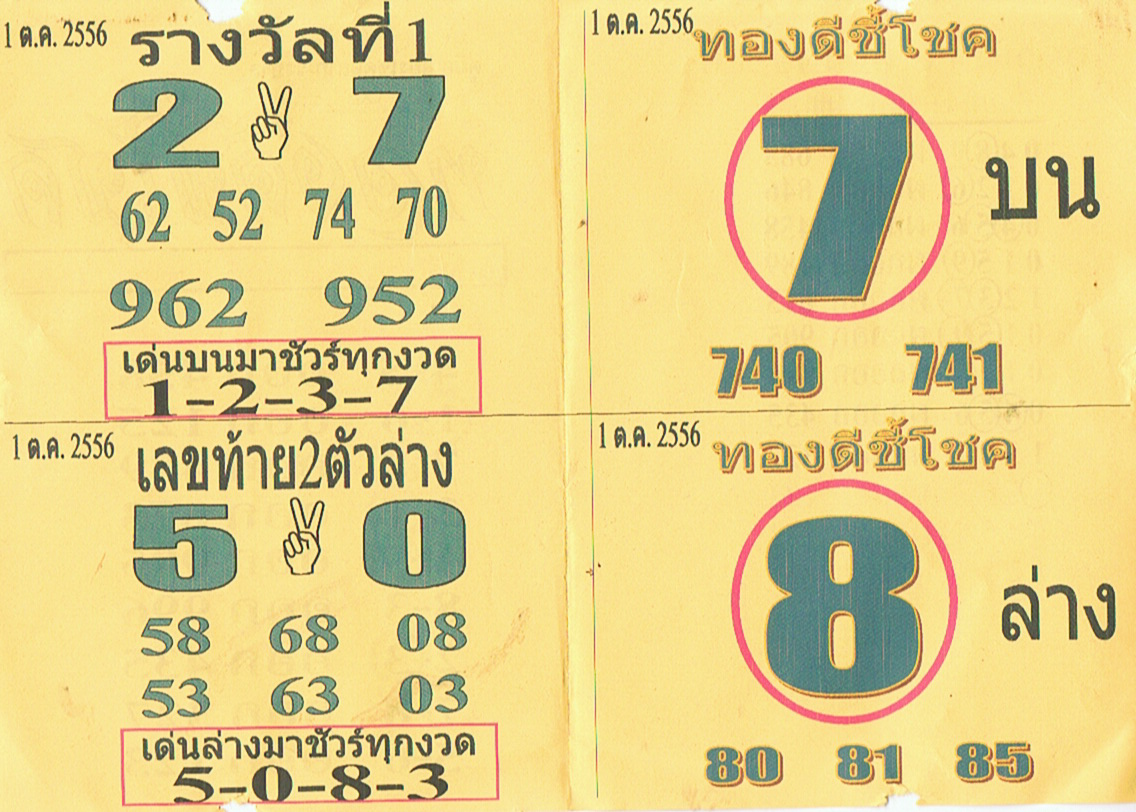 1 ต.ค. 2556
รางวัลที่1
2 7
62 52 74 70
962 952
เด่นบนมาชัวร์ทุกงวด
1-2-3-7
1 ต.ค. 2556
ทองดีชี้โชค
7 บน
740 741
1 ต.ค. 2556
เลขท้าย2ตัวล่าง
5 0
58 68 08
53 63 03
เด่นล่างมาชัวร์ทุกงวด
5-0-8-3
1 ต.ค. 2556
ทองดีชี้โชค
8 ล่าง
80 81 85